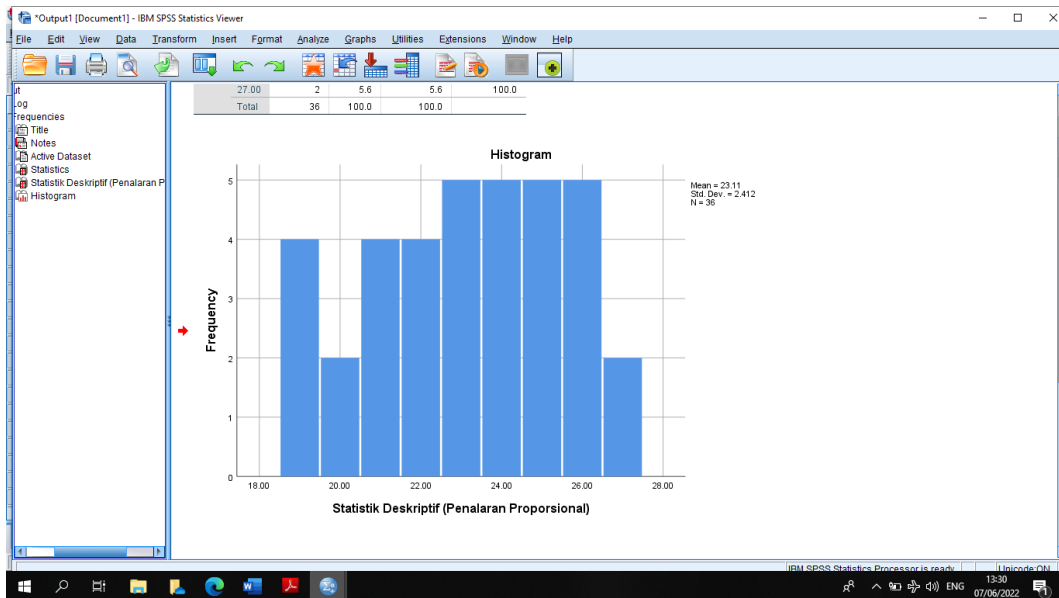 *Output1 [Document1] - IBM SPSS Statistics Viewer
File Edit View Data Transform Insert Format Analyze Graphs Utilities Extensions Window Help
Log
Frequencies
Title
Notes
Active Dataset
Statistics
Statistik Deskriptif (Penalaran P
Histogram
27.00 2 5.6 5.6 100.0
Total 36 100.0 100.0
Histogram
Mean = 23.11
Std. Dev. = 2.412
N = 36
Frequency
5
4
3
2
1
0
18.00 20.00 22.00 24.00 26.00 28.00
Statistik Deskriptif (Penalaran Proporsional)
IBM SPSS Statistics Processor is ready Unicode:ON
ENG
13:30
07/06/2022